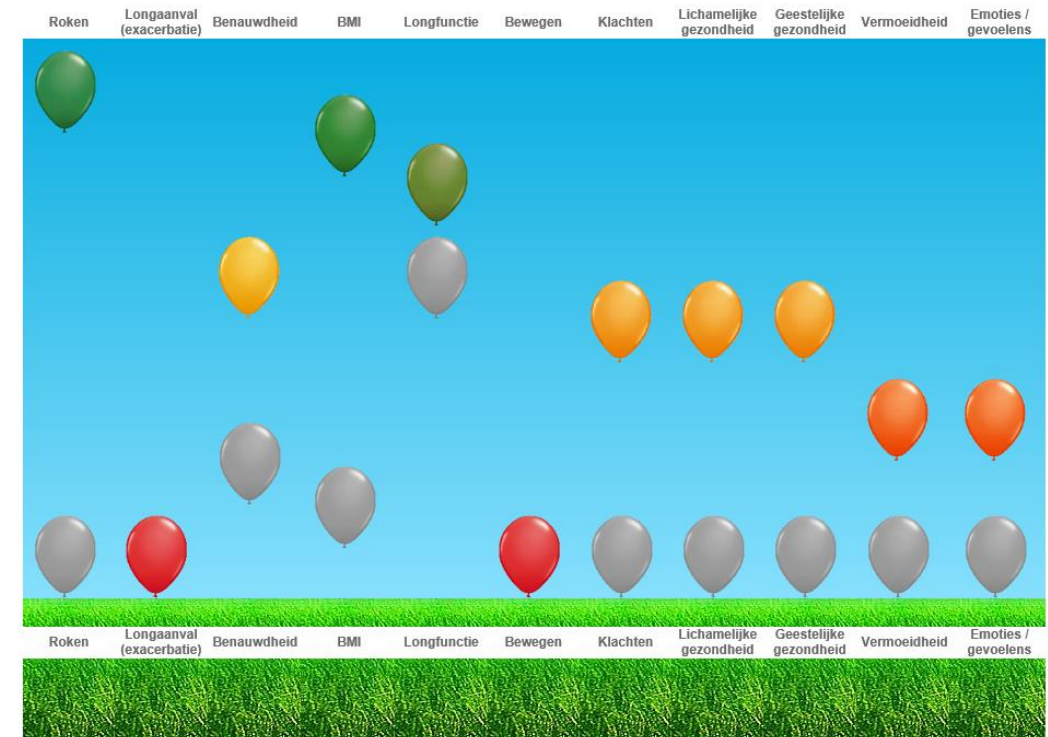 Roken
Longaanval
(exacerbatie)
Benauwdheid
BMI
Longfunctie
Bewegen
Klachten
Lichamelijke
gezondheid
Geestelijke
gezondheid
Vermoeidheid
Emoties /
gevoelens
Roken
Longaanval
(exacerbatie)
Benauwdheid
BMI
Longfunctie
Bewegen
Klachten
Lichamelijke
gezondheid
Geestelijke
gezondheid
Vermoeidheid
Emoties /
gevoelens